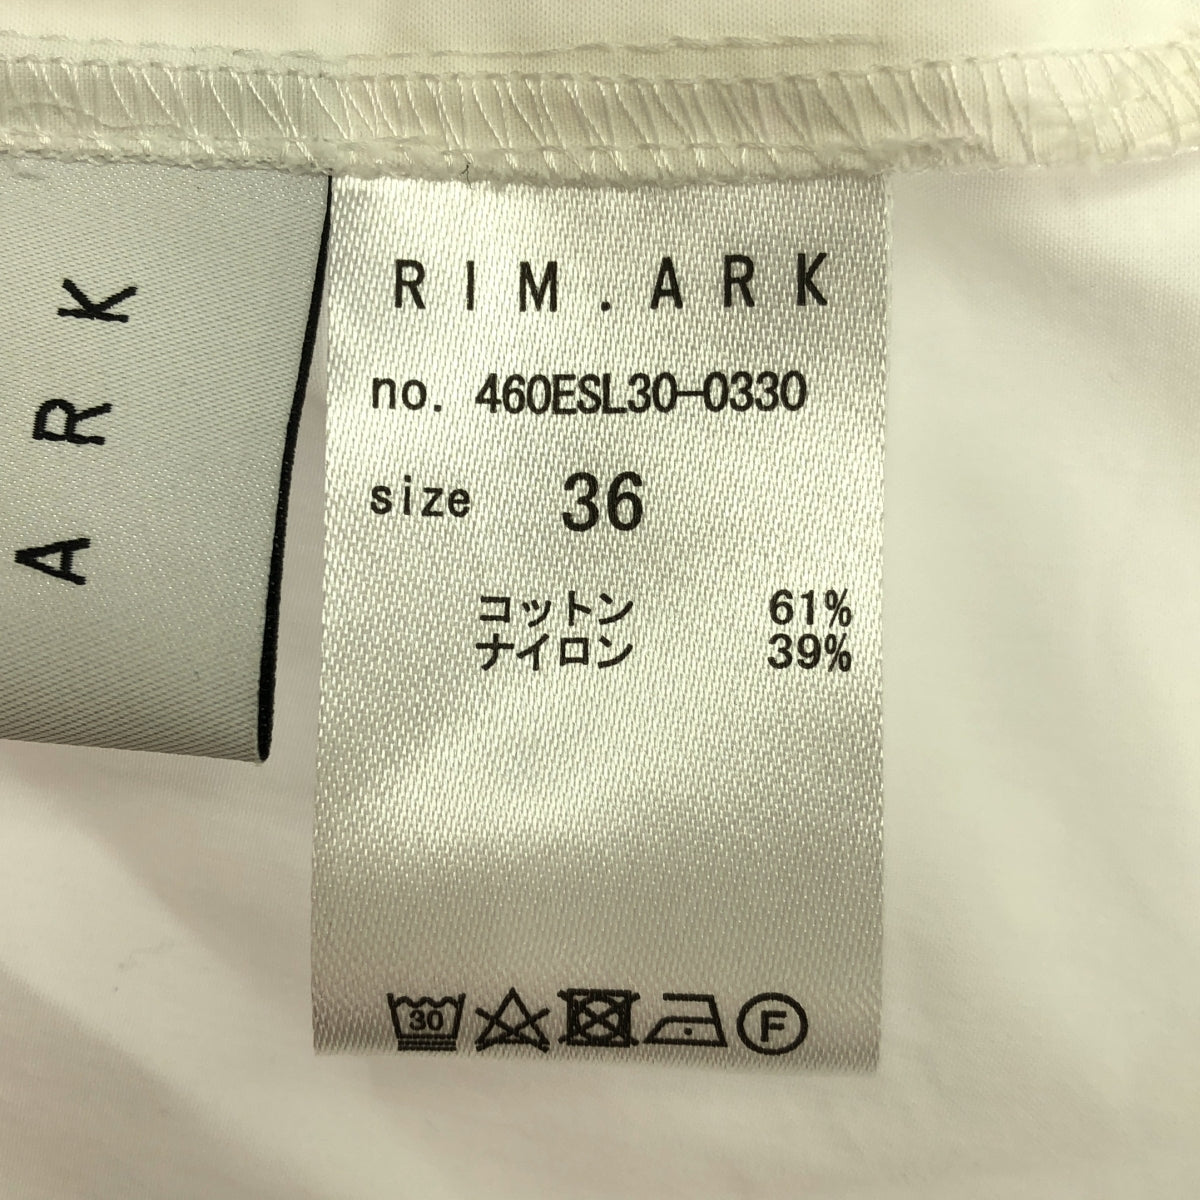 RIM.ARK
no. 460ESL30-0330
size 36
コットン 61%
ナイロン 39%
30 F
ARK